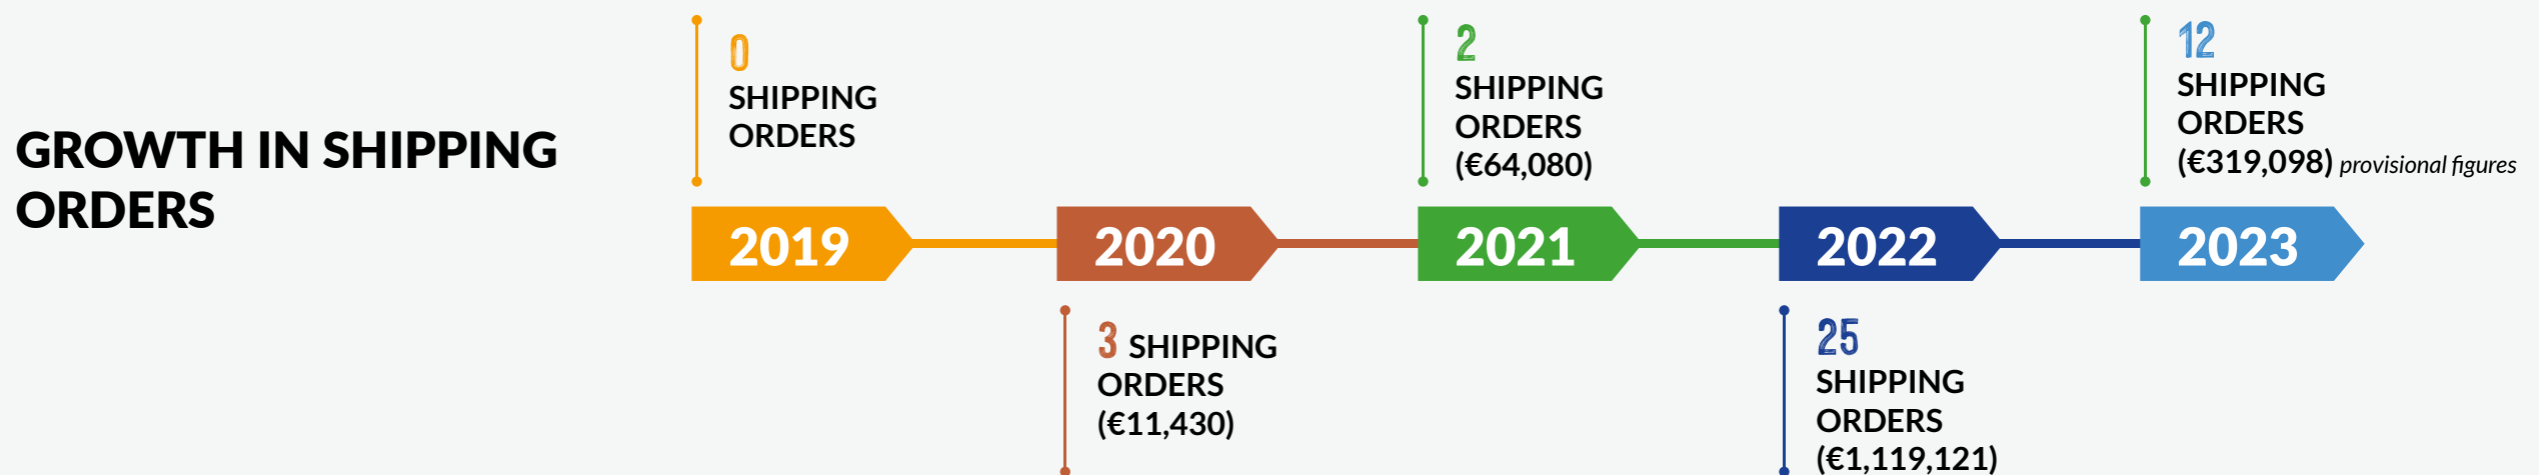 GROWTH IN SHIPPING
ORDERS
0
SHIPPING
ORDERS
2019
2020
3 SHIPPING
ORDERS
(€11,430)
2
SHIPPING
ORDERS
(€64,080)
2021
2022
25
SHIPPING
ORDERS
(€1,119,121)
12
SHIPPING
ORDERS
(€319,098) provisional figures
2023